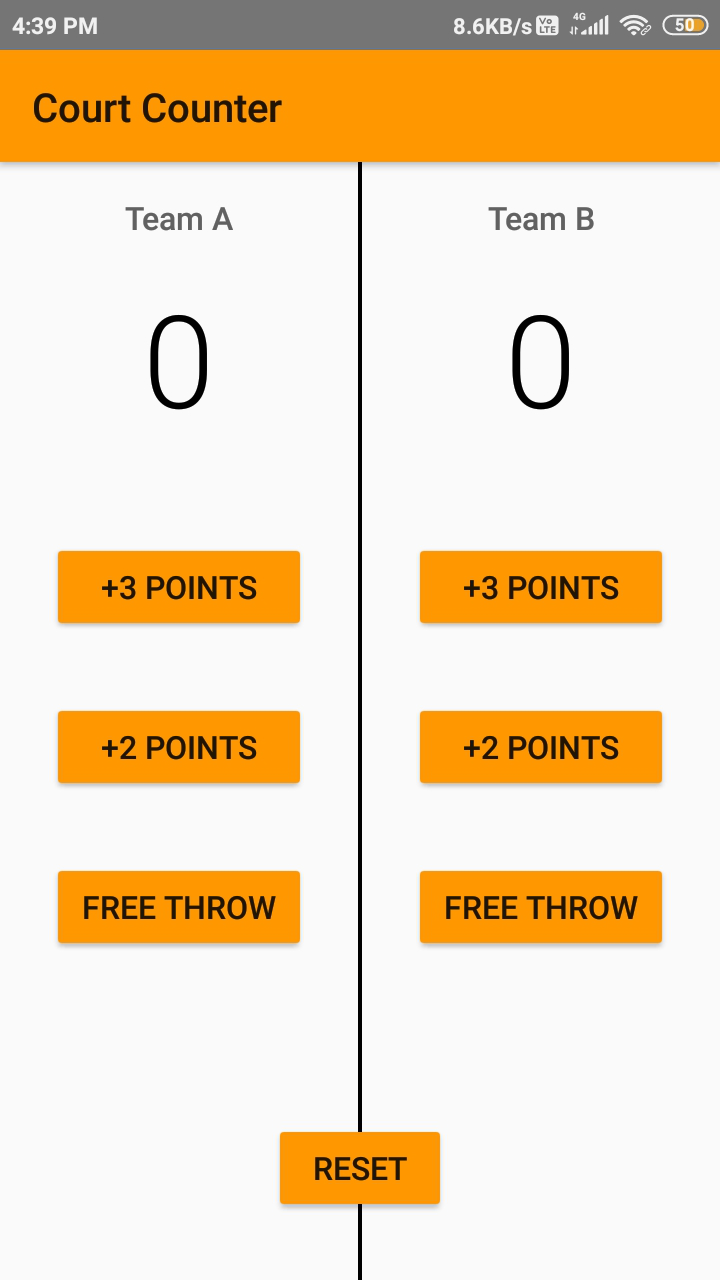 4:39 PM 8.6KB/s Vo LTE 4G 50
Court Counter
Team A Team B
0 0
+3 POINTS +3 POINTS
+2 POINTS +2 POINTS
FREE THROW FREE THROW
RESET